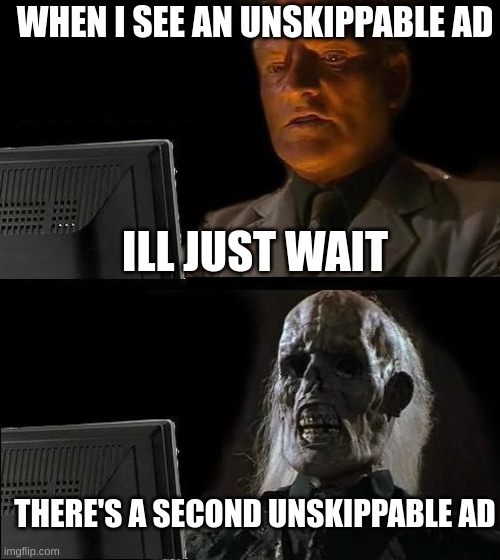 WHEN I SEE AN UNSKIPPABLE AD
ILL JUST WAIT
THERE'S A SECOND UNSKIPPABLE AD
imgflip.com